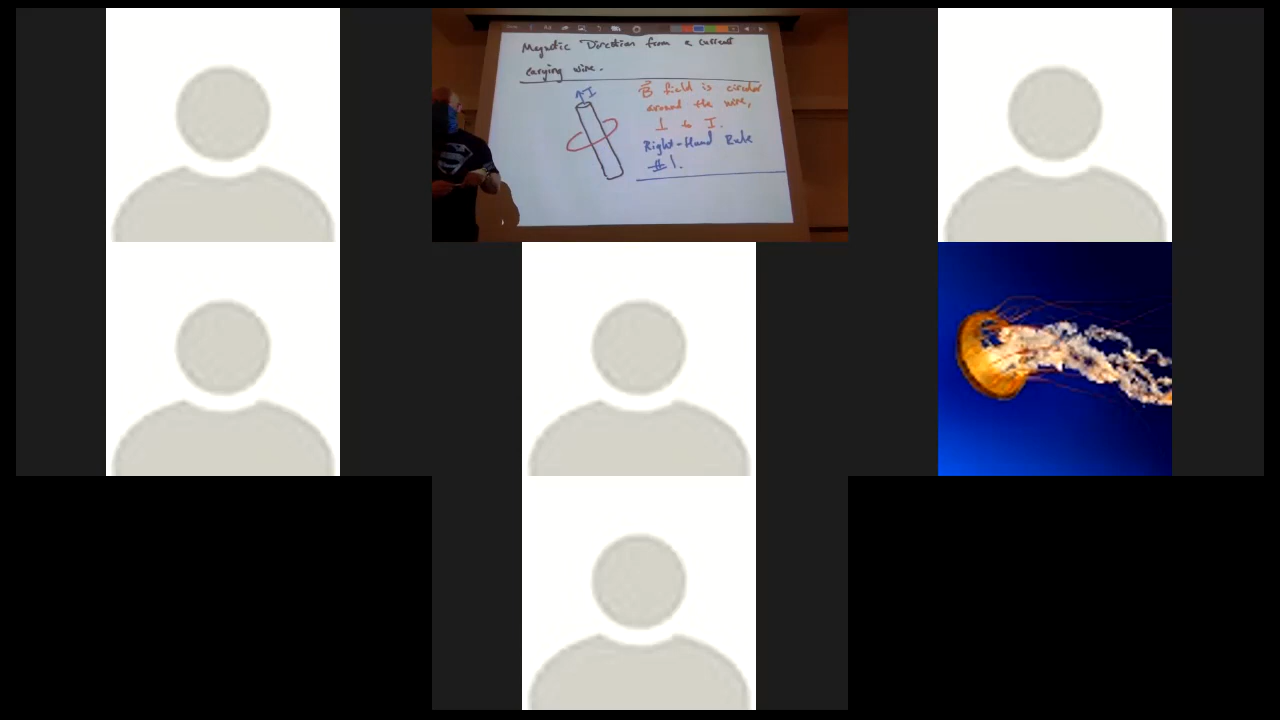 Magnetic Direction from a current
carrying wire.
I
B field is circular
around the wire,
⊥ to I.
Right-Hand Rule
#1.